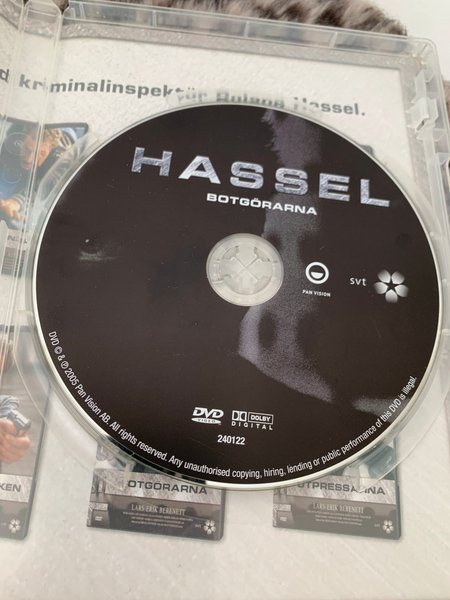 kriminalinspektör Roland Hassel.
HASSEL
BOTGÖRARNA
PAN VISION
svt
DVD
VIDEO
DOLBY
DIGITAL
240122
DVD © & ℗ 2005 Pan Vision AB. All rights reserved. Any unauthorised copying, hiring, lending or public performance of this DVD is illegal.
OTGÖRARNA
LARS-ERIK BERENETT
svt
UTPRESSARNA
LARS-ERIK BERENETT
svt